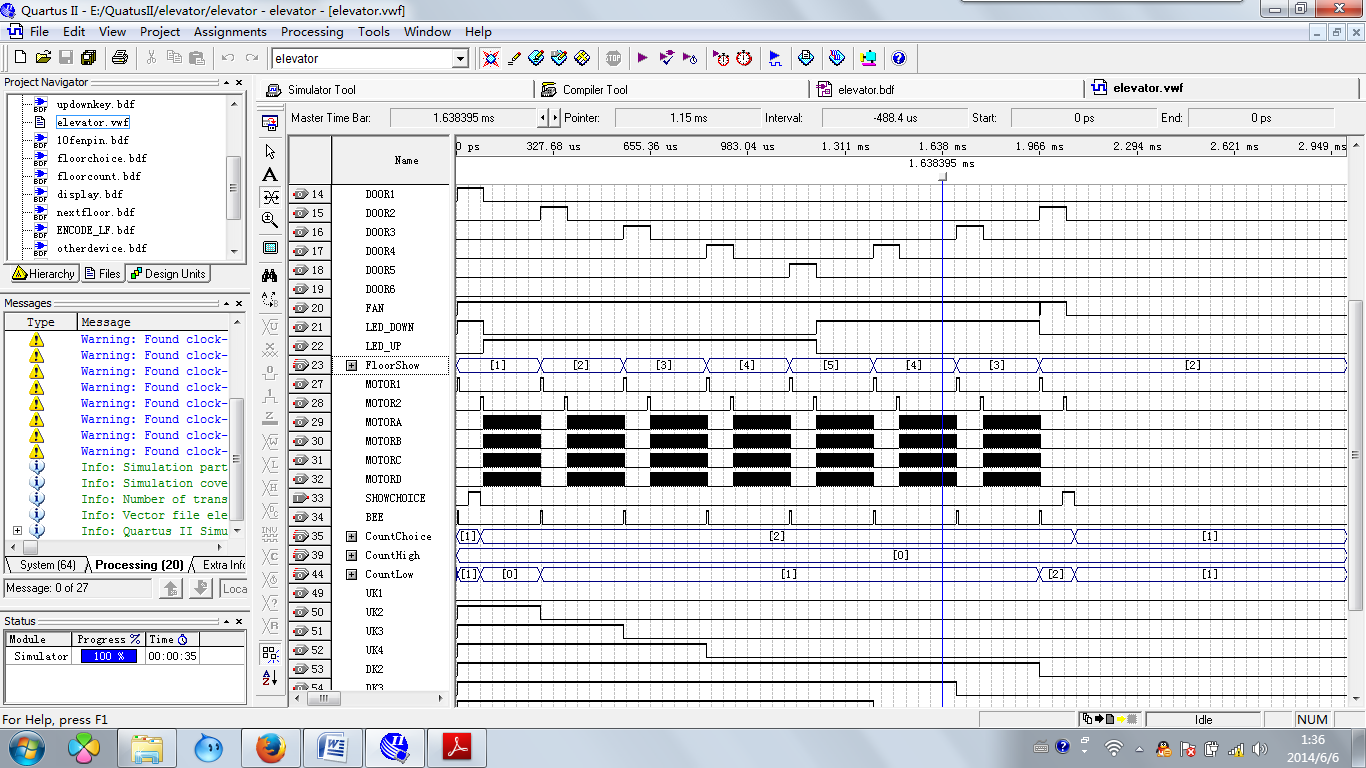 Quartus II - E:/QuatusII/elevator/elevator - elevator - [elevator.vwf]
File Edit View Project Assignments Processing Tools Window Help
elevator
Project Navigator
Simulator Tool
Compiler Tool
elevator.bdf
elevator.vwf
updownkey.bdf
elevator.vwf
10fenpin.bdf
floorchoice.bdf
floorcount.bdf
display.bdf
nextfloor.bdf
ENCODE_LF.bdf
otherdevice.bdf
Hierarchy Files Design Units
Master Time Bar: 1.638395 ms Pointer: 1.15 ms Interval: -488.4 us Start: 0 ps End: 0 ps
Name
0 ps 327.68 us 655.36 us 983.04 us 1.311 ms 1.638 ms 1.966 ms 2.294 ms 2.621 ms 2.949 ms
1.638395 ms
14 DOOR1
15 DOOR2
16 DOOR3
17 DOOR4
18 DOOR5
19 DOOR6
20 FAN
21 LED_DOWN
22 LED_UP
23 FloorShow [1] [2] [3] [4] [5] [4] [3] [2]
27 MOTOR1
28 MOTOR2
29 MOTORA
30 MOTORB
31 MOTORC
32 MOTORD
33 SHOWCHOICE
34 BEE
35 CountChoice [1] [2] [1]
39 CountHigh [0]
44 CountLow [1] [0] [1] [2] [1]
49 UK1
50 UK2
51 UK3
52 UK4
53 DK2
54 DK3
Messages
Type Message
Warning: Found clock-
Warning: Found clock-
Warning: Found clock-
Warning: Found clock-
Warning: Found clock-
Warning: Found clock-
Warning: Found clock-
Warning: Found clock-
Info: Simulation part
Info: Simulation cove
Info: Number of trans
Info: Vector file ele
Info: Quartus II Simu
System (64) Processing (20) Extra Info
Message: 0 of 27
Loca
Status
Module Progress % Time
Simulator 100 % 00:00:35
For Help, press F1
Idle NUM
1:36
2014/6/6